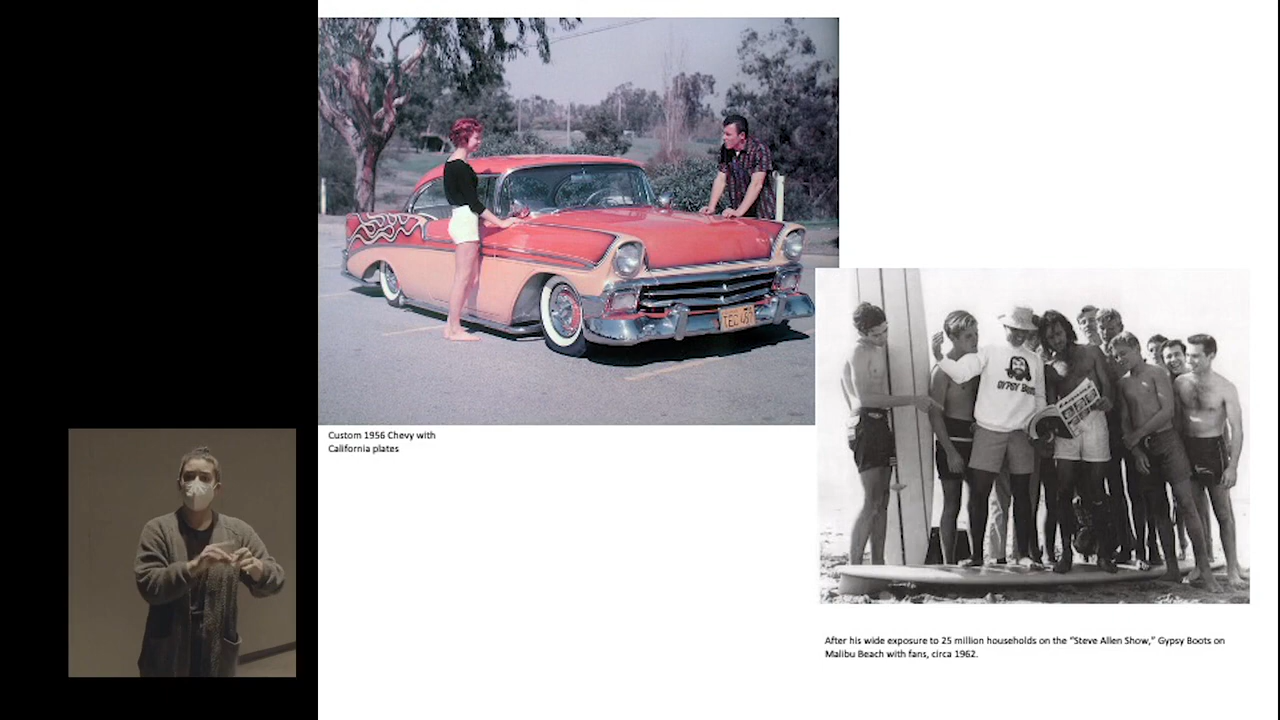 Custom 1956 Chevy with
California plates
GYPSY BOOTS
After his wide exposure to 25 million households on the “Steve Allen Show,” Gypsy Boots on
Malibu Beach with fans, circa 1962.